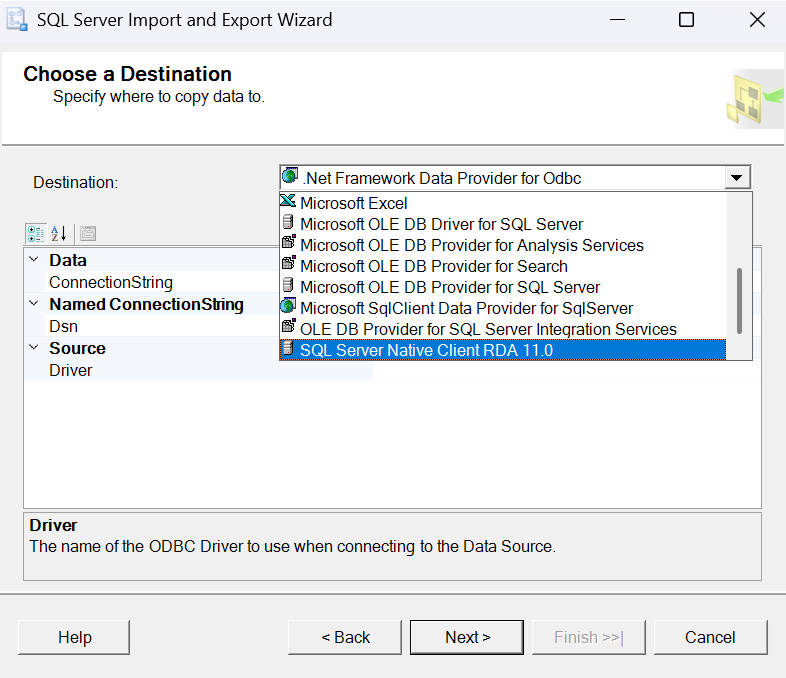 SQL Server Import and Export Wizard
Choose a Destination
Specify where to copy data to.
Destination:
.Net Framework Data Provider for Odbc
Microsoft Excel
Microsoft OLE DB Driver for SQL Server
Microsoft OLE DB Provider for Analysis Services
Microsoft OLE DB Provider for Search
Microsoft OLE DB Provider for SQL Server
Microsoft SqlClient Data Provider for SqlServer
OLE DB Provider for SQL Server Integration Services
SQL Server Native Client RDA 11.0
Data
ConnectionString
Named ConnectionString
Dsn
Source
Driver
Driver
The name of the ODBC Driver to use when connecting to the Data Source.
Help
< Back
Next >
Finish >>|
Cancel